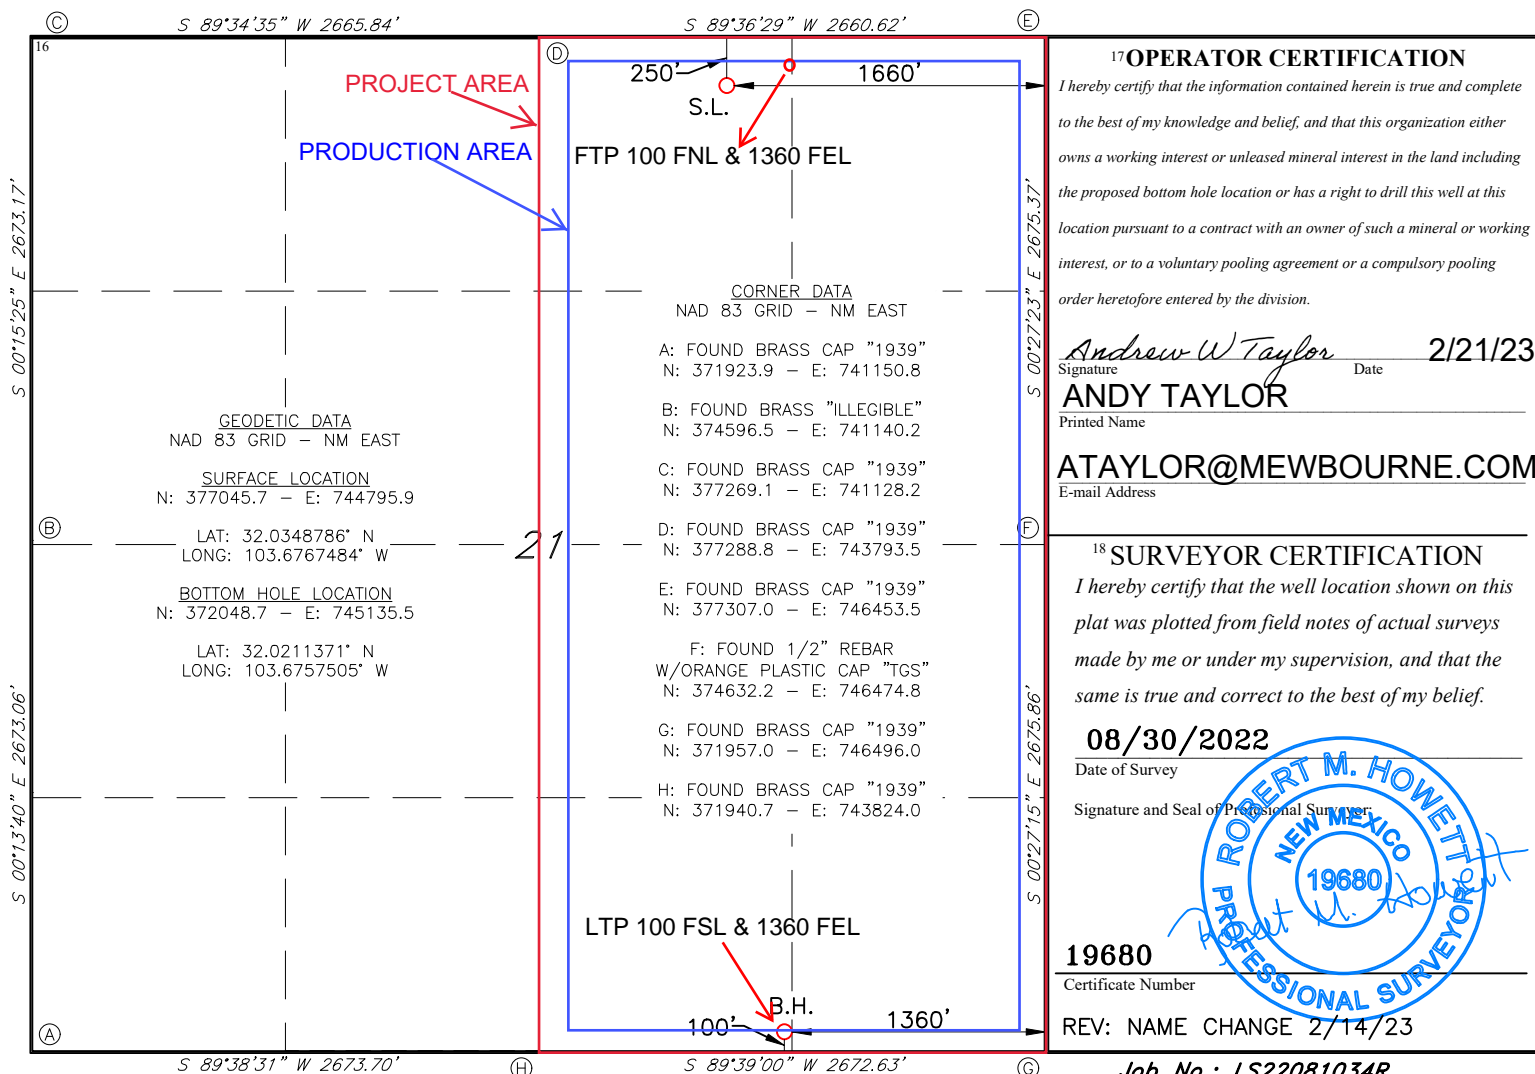 Ⓒ S 89°34'35" W 2665.84' S 89°36'29" W 2660.62' Ⓔ
16
Ⓓ
250' 1660'
S.L.
PROJECT AREA
PRODUCTION AREA
FTP 100 FNL & 1360 FEL
S 00°15'25" E 2673.17'
S 00°27'23" E 2675.37'
CORNER DATA
NAD 83 GRID – NM EAST
A: FOUND BRASS CAP "1939"
N: 371923.9 – E: 741150.8
B: FOUND BRASS "ILLEGIBLE"
N: 374596.5 – E: 741140.2
C: FOUND BRASS CAP "1939"
N: 377269.1 – E: 741128.2
D: FOUND BRASS CAP "1939"
N: 377288.8 – E: 743793.5
E: FOUND BRASS CAP "1939"
N: 377307.0 – E: 746453.5
F: FOUND 1/2" REBAR
W/ORANGE PLASTIC CAP "TGS"
N: 374632.2 – E: 746474.8
G: FOUND BRASS CAP "1939"
N: 371957.0 – E: 746496.0
H: FOUND BRASS CAP "1939"
N: 371940.7 – E: 743824.0
GEODETIC DATA
NAD 83 GRID – NM EAST
SURFACE LOCATION
N: 377045.7 – E: 744795.9
LAT: 32.0348786° N
LONG: 103.6767484° W
BOTTOM HOLE LOCATION
N: 372048.7 – E: 745135.5
LAT: 32.0211371° N
LONG: 103.6757505° W
Ⓑ 21 Ⓕ
S 00°13'40" E 2673.06'
S 00°27'15" E 2675.86'
LTP 100 FSL & 1360 FEL
B.H.
100' 1360'
Ⓐ
S 89°38'31" W 2673.70' Ⓗ S 89°39'00" W 2672.63' Ⓖ
17 OPERATOR CERTIFICATION
I hereby certify that the information contained herein is true and complete
to the best of my knowledge and belief, and that this organization either
owns a working interest or unleased mineral interest in the land including
the proposed bottom hole location or has a right to drill this well at this
location pursuant to a contract with an owner of such a mineral or working
interest, or to a voluntary pooling agreement or a compulsory pooling
order heretofore entered by the division.
Andrew W Taylor 2/21/23
Signature Date
ANDY TAYLOR
Printed Name
ATAYLOR@MEWBOURNE.COM
E-mail Address
18 SURVEYOR CERTIFICATION
I hereby certify that the well location shown on this
plat was plotted from field notes of actual surveys
made by me or under my supervision, and that the
same is true and correct to the best of my belief.
08/30/2022
Date of Survey
Signature and Seal of Professional Surveyor:
ROBERT M. HOWETT
NEW MEXICO
19680
PROFESSIONAL SURVEYOR
Robert M. Howett
19680
Certificate Number
REV: NAME CHANGE 2/14/23
Job No.: LS22081034R